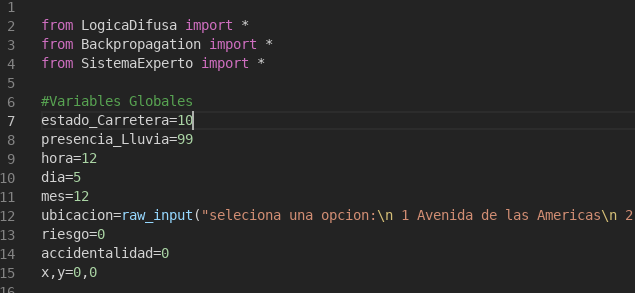 1
2 from LogicaDifusa import *
3 from Backpropagation import *
4 from SistemaExperto import *
5
6 #Variables Globales
7 estado_Carretera=10
8 presencia_Lluvia=99
9 hora=12
10 dia=5
11 mes=12
12 ubicacion=raw_input("seleciona una opcion:\n 1 Avenida de las Americas\n 2
13 riesgo=0
14 accidentalidad=0
15 x,y=0,0
16